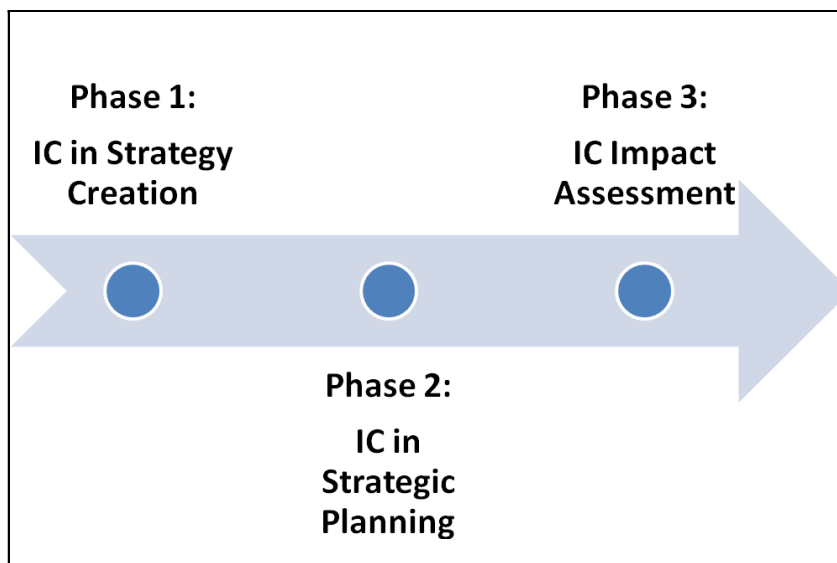 Phase 1:
IC in Strategy
Creation
Phase 2:
IC in
Strategic
Planning
Phase 3:
IC Impact
Assessment